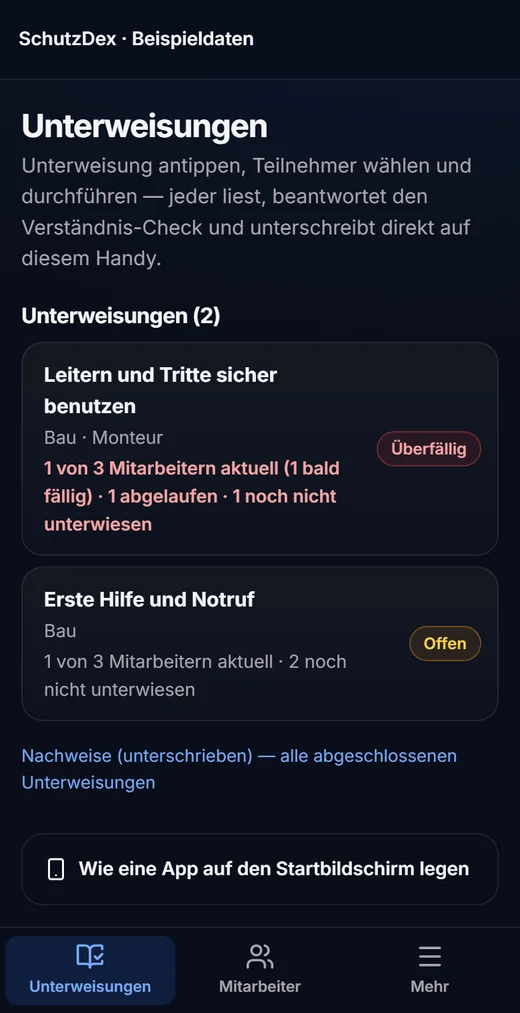 SchutzDex · Beispieldaten
Unterweisungen
Unterweisung antippen, Teilnehmer wählen und
durchführen — jeder liest, beantwortet den
Verständnis-Check und unterschreibt direkt auf
diesem Handy.
Unterweisungen (2)
Leitern und Tritte sicher
benutzen
Bau · Monteur
1 von 3 Mitarbeitern aktuell (1 bald
fällig) · 1 abgelaufen · 1 noch nicht
unterwiesen
Überfällig
Erste Hilfe und Notruf
Bau
1 von 3 Mitarbeitern aktuell · 2 noch
nicht unterwiesen
Offen
Nachweise (unterschrieben) — alle abgeschlossenen
Unterweisungen
Wie eine App auf den Startbildschirm legen
Unterweisungen
Mitarbeiter
Mehr